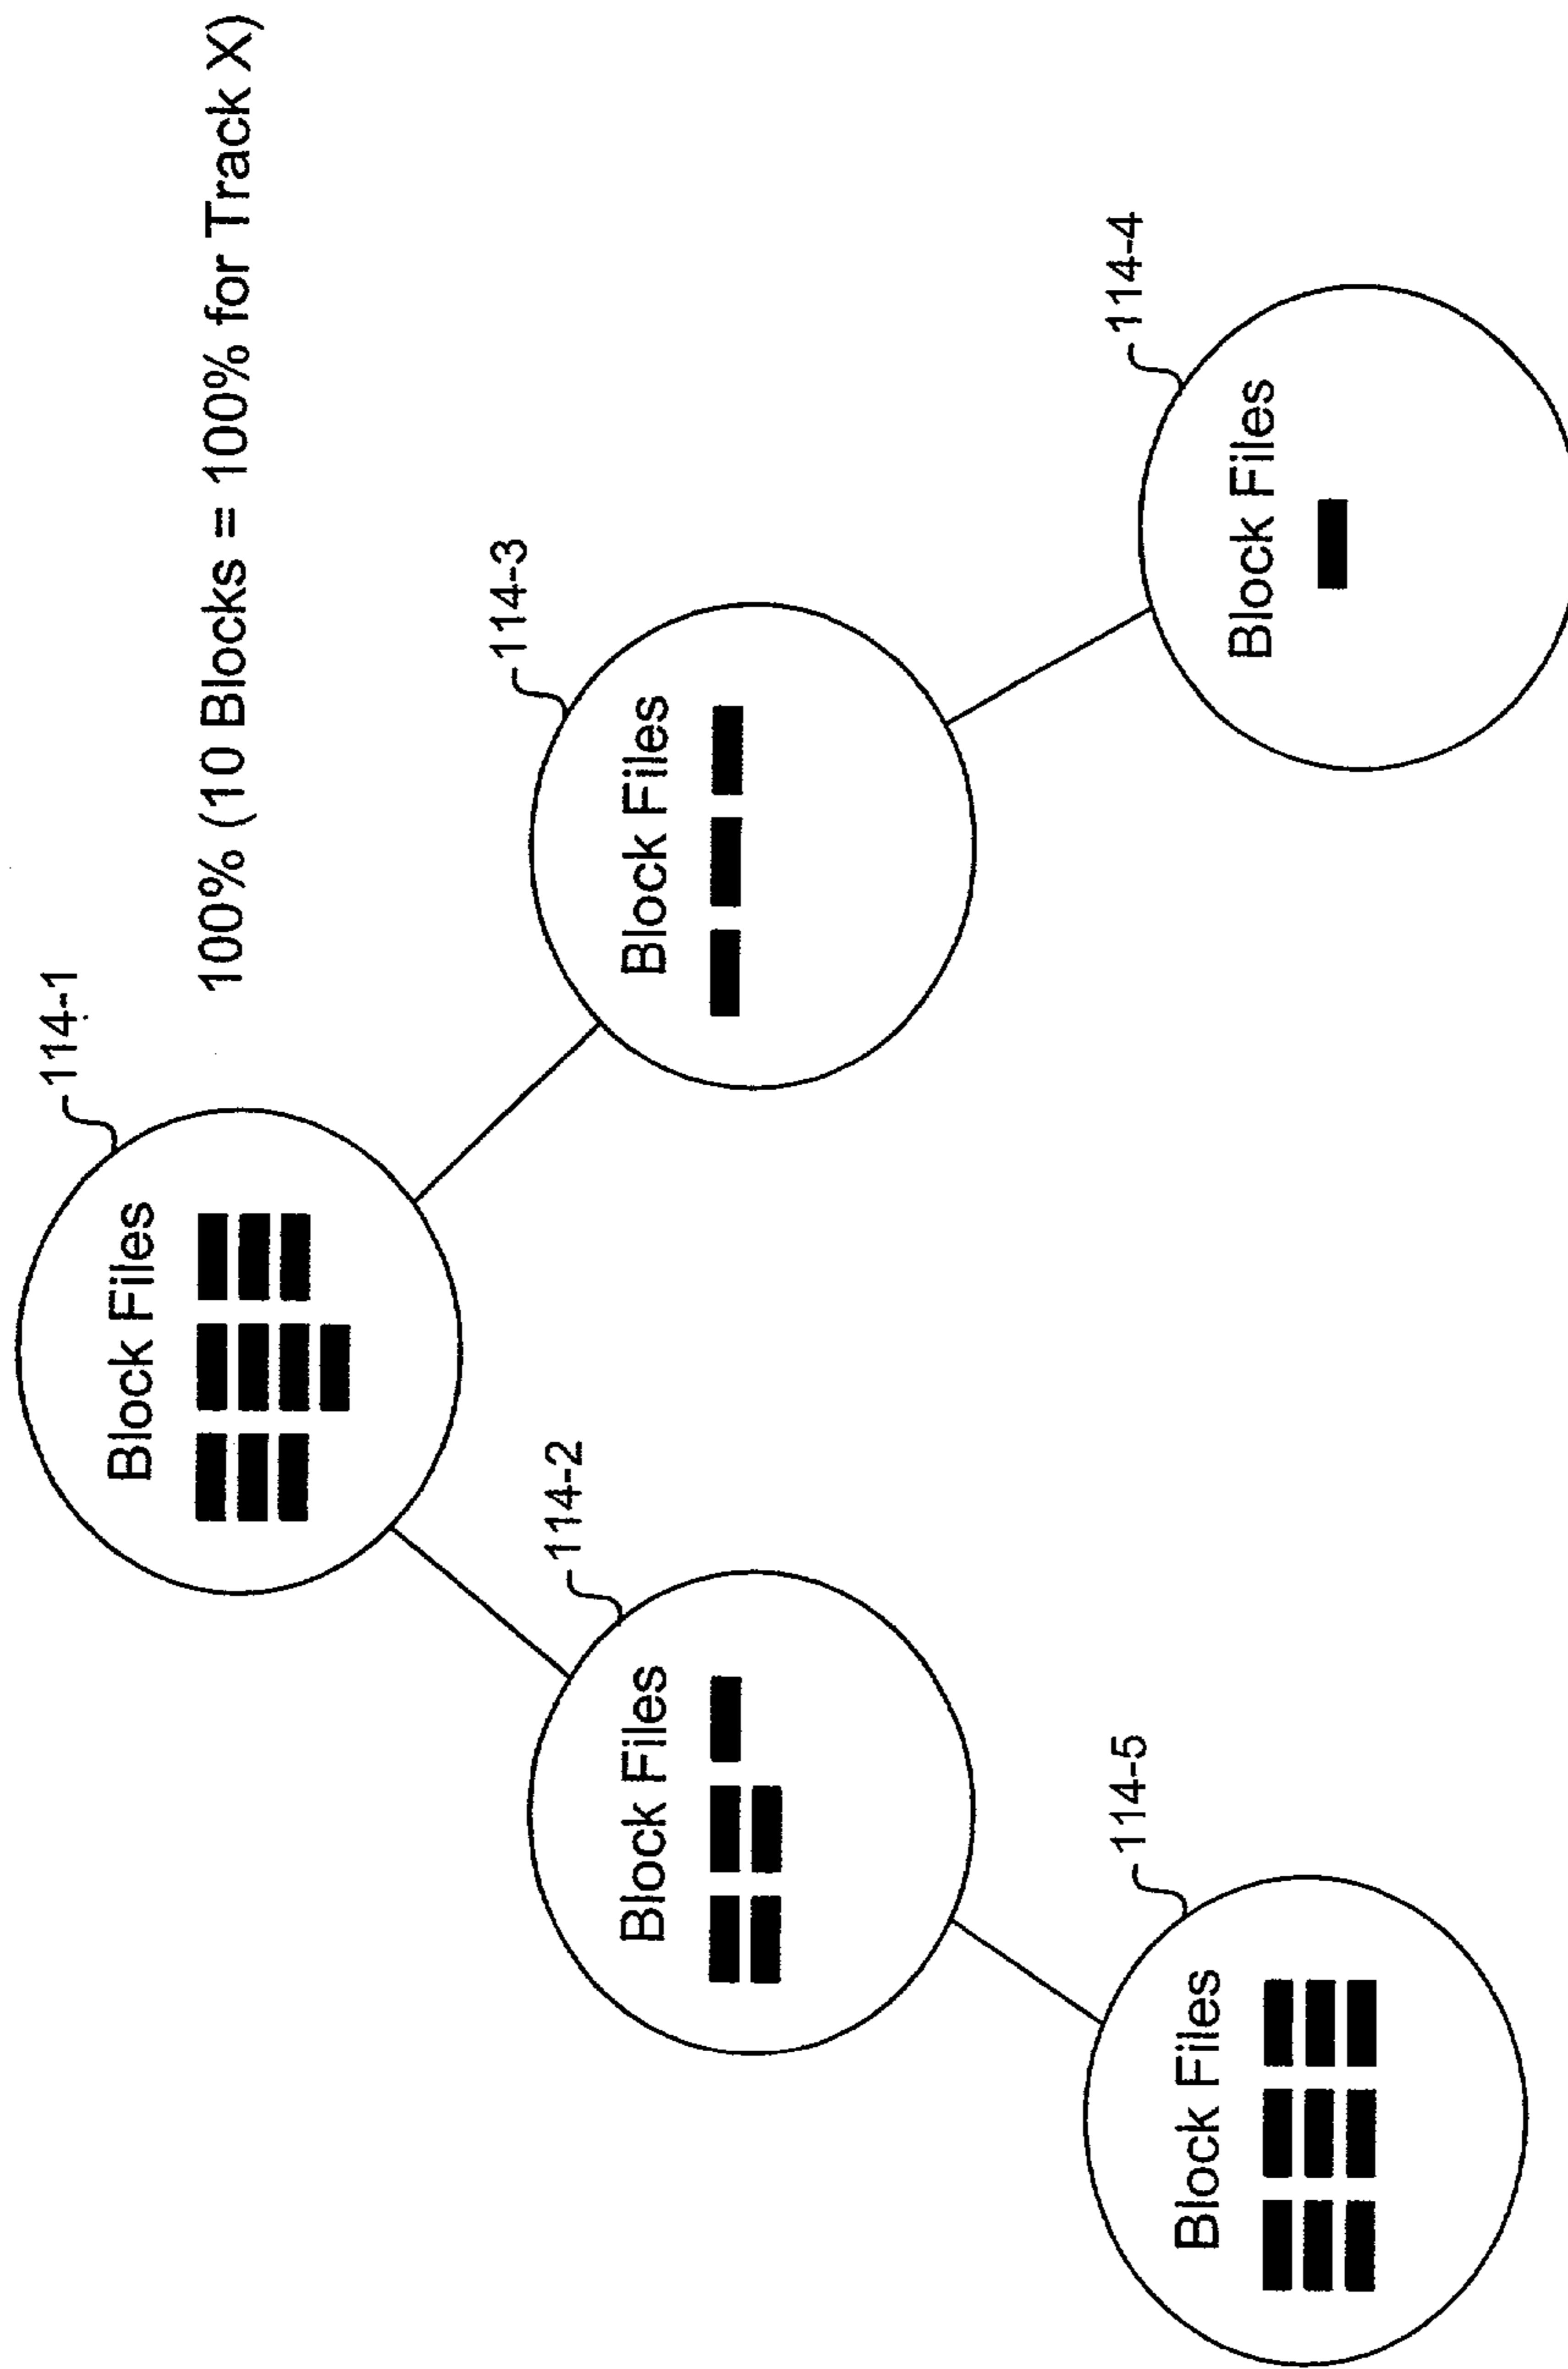 114-1
Block Files
100% (10 Blocks = 100% for Track X)
114-2
Block Files
114-3
Block Files
114-5
Block Files
114-4
Block Files